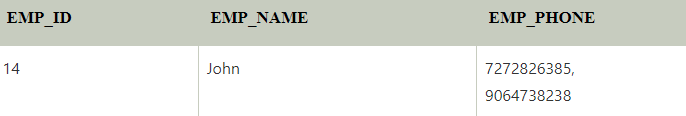 EMP_ID EMP_NAME EMP_PHONE
14 John 7272826385,
9064738238